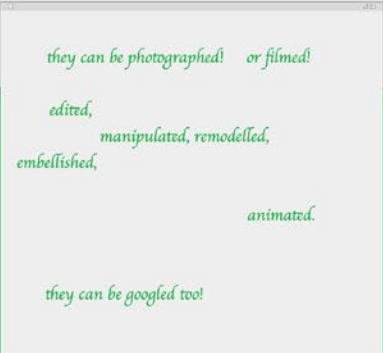 they can be photographed! or filmed!
edited,
manipulated, remodelled,
embellished,
animated.
they can be googled too!